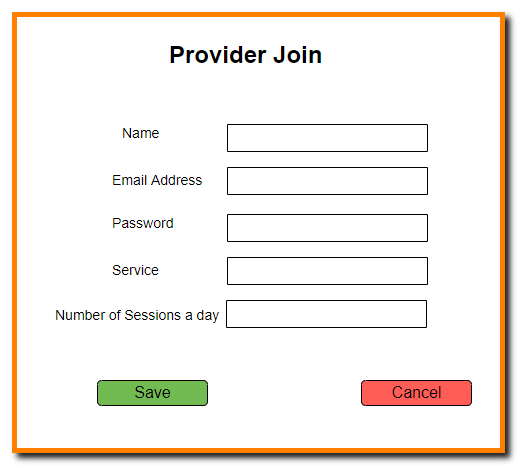 Provider Join
Name
Email Address
Password
Service
Number of Sessions a day
Save
Cancel